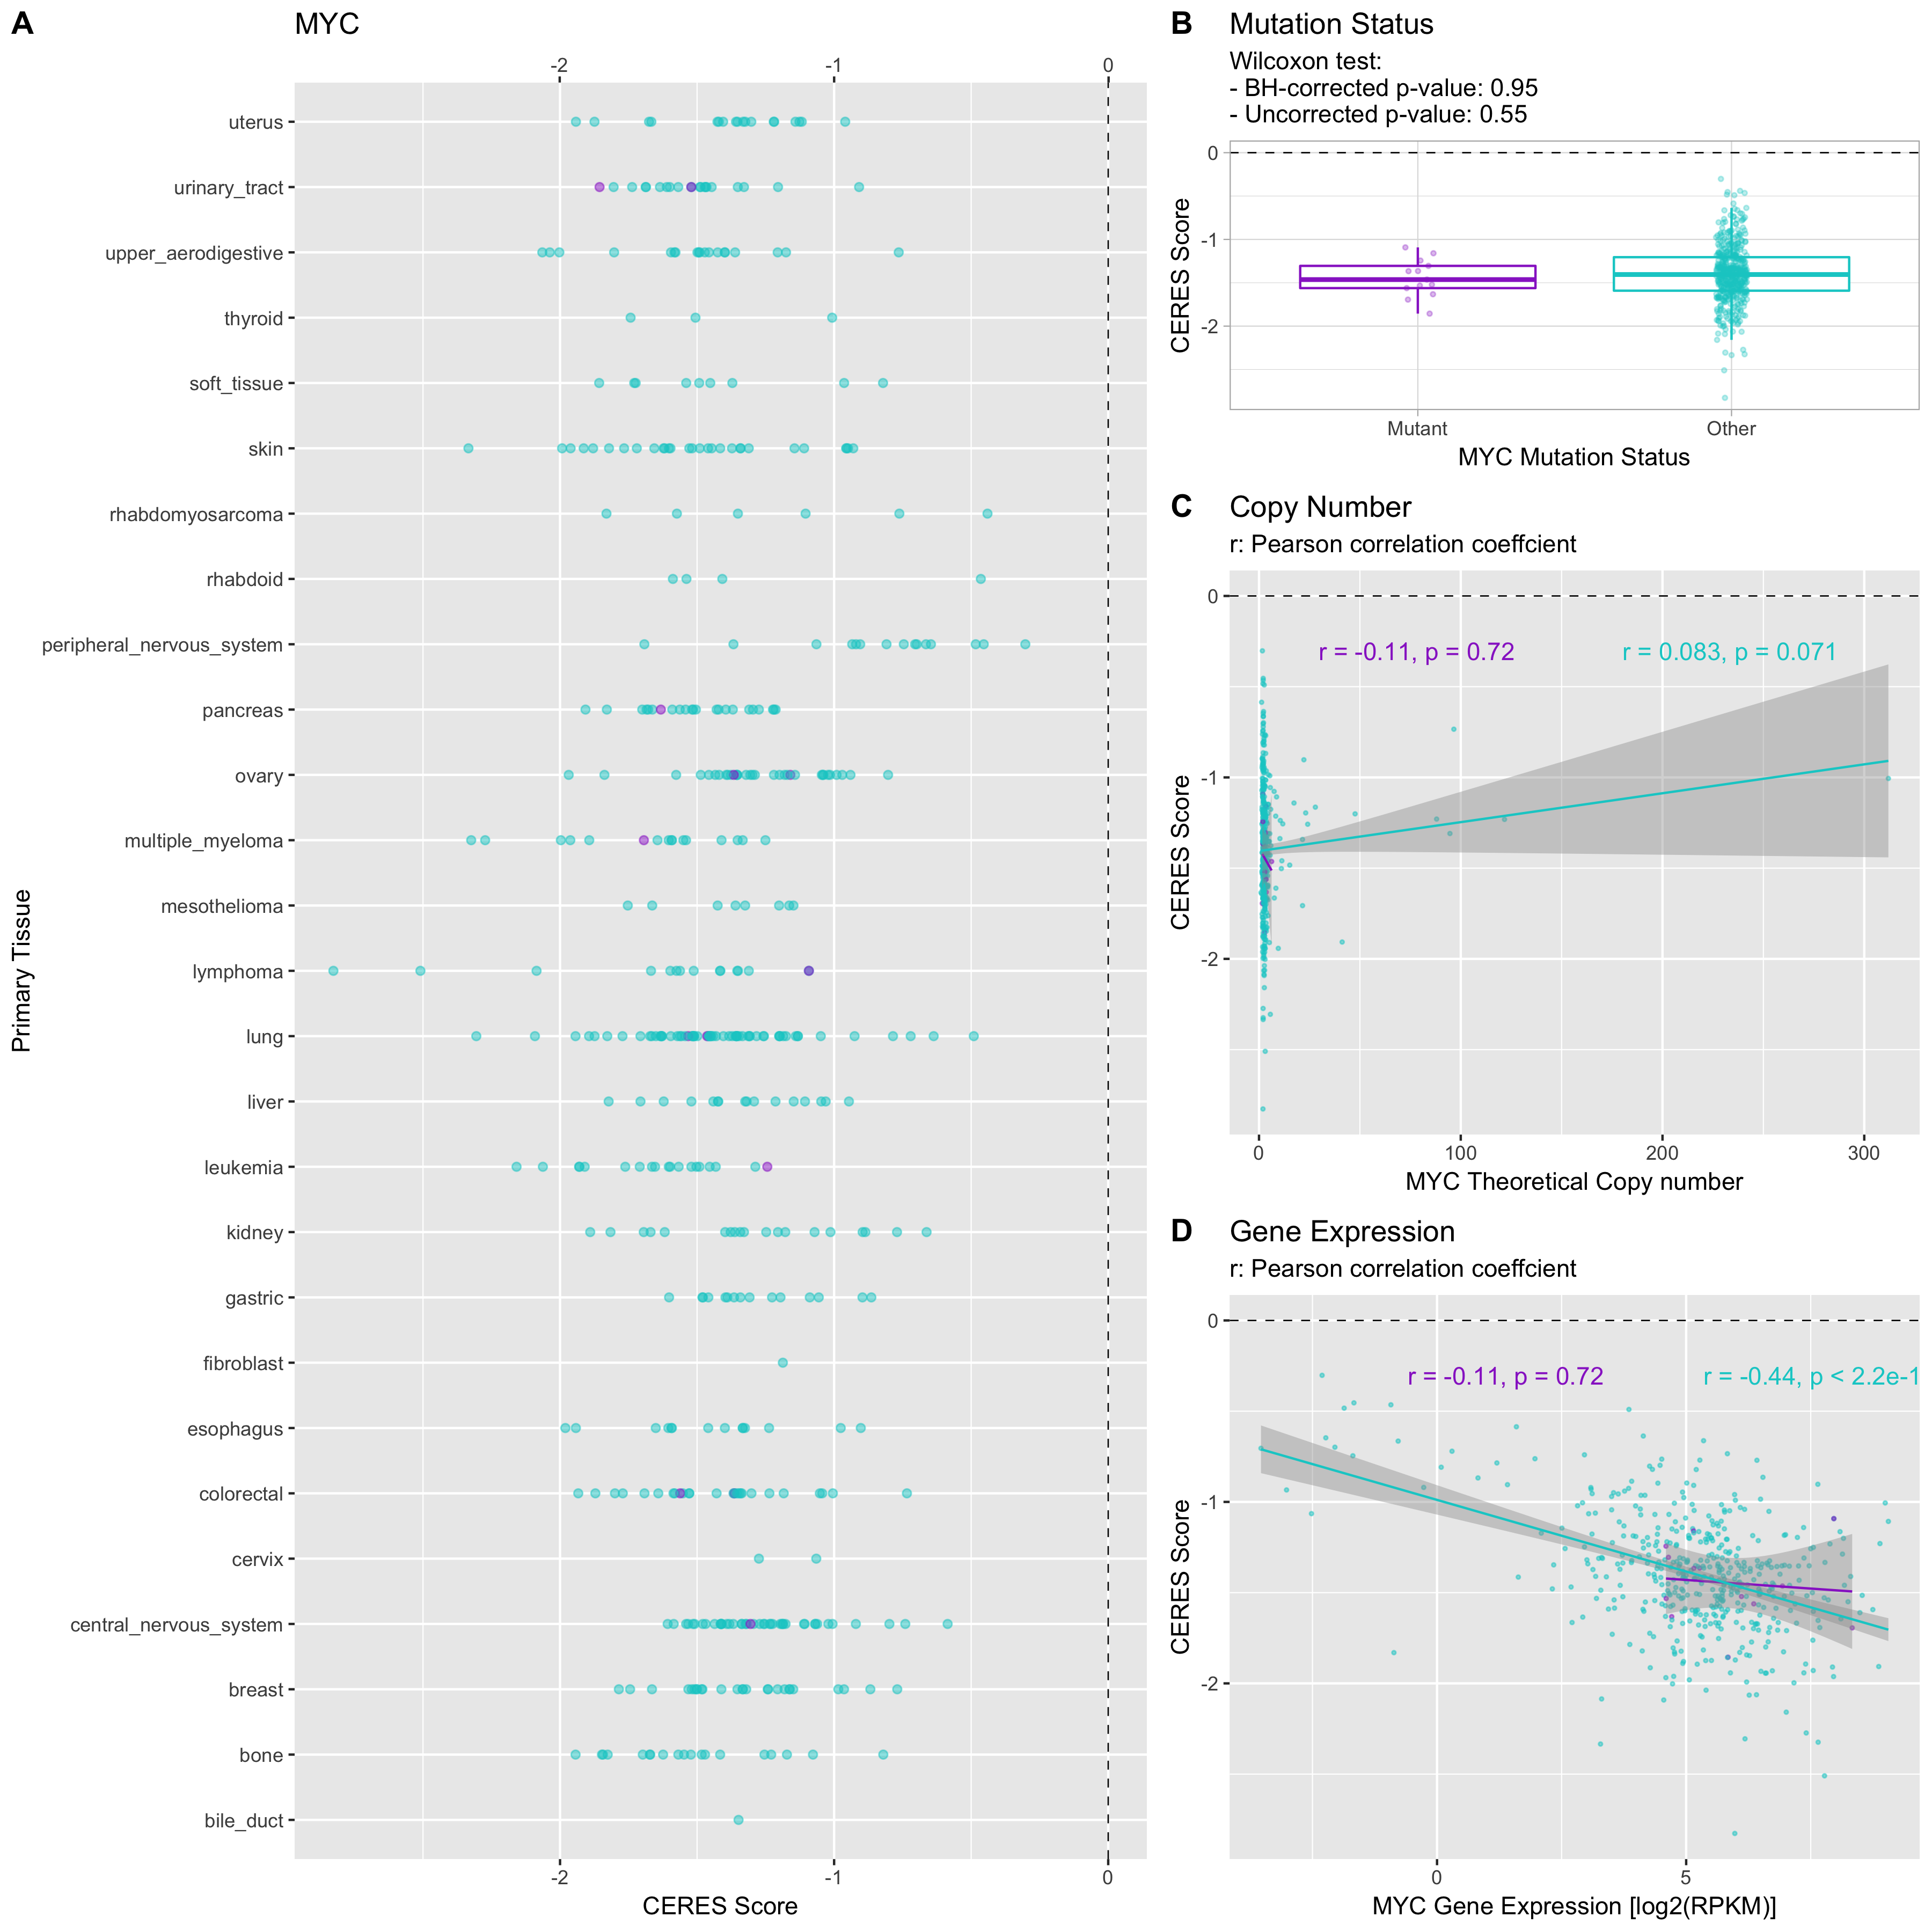 A
MYC
-2
-1
0
Primary Tissue
uterus
urinary_tract
upper_aerodigestive
thyroid
soft_tissue
skin
rhabdomyosarcoma
rhabdoid
peripheral_nervous_system
pancreas
ovary
multiple_myeloma
mesothelioma
lymphoma
lung
liver
leukemia
kidney
gastric
fibroblast
esophagus
colorectal
cervix
central_nervous_system
breast
bone
bile_duct
-2
-1
0
CERES Score
B
Mutation Status
Wilcoxon test:
- BH-corrected p-value: 0.95
- Uncorrected p-value: 0.55
CERES Score
0
-1
-2
Mutant
Other
MYC Mutation Status
C
Copy Number
r: Pearson correlation coeffcient
CERES Score
0
-1
-2
r = -0.11, p = 0.72
r = 0.083, p = 0.071
0
100
200
300
MYC Theoretical Copy number
D
Gene Expression
r: Pearson correlation coeffcient
CERES Score
0
-1
-2
r = -0.11, p = 0.72
r = -0.44, p < 2.2e-1
0
5
MYC Gene Expression [log2(RPKM)]